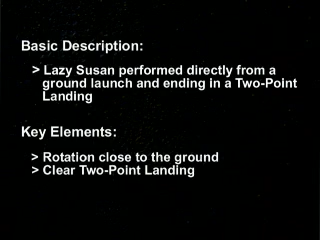 Basic Description:
> Lazy Susan performed directly from a
ground launch and ending in a Two-Point
Landing
Key Elements:
> Rotation close to the ground
> Clear Two-Point Landing